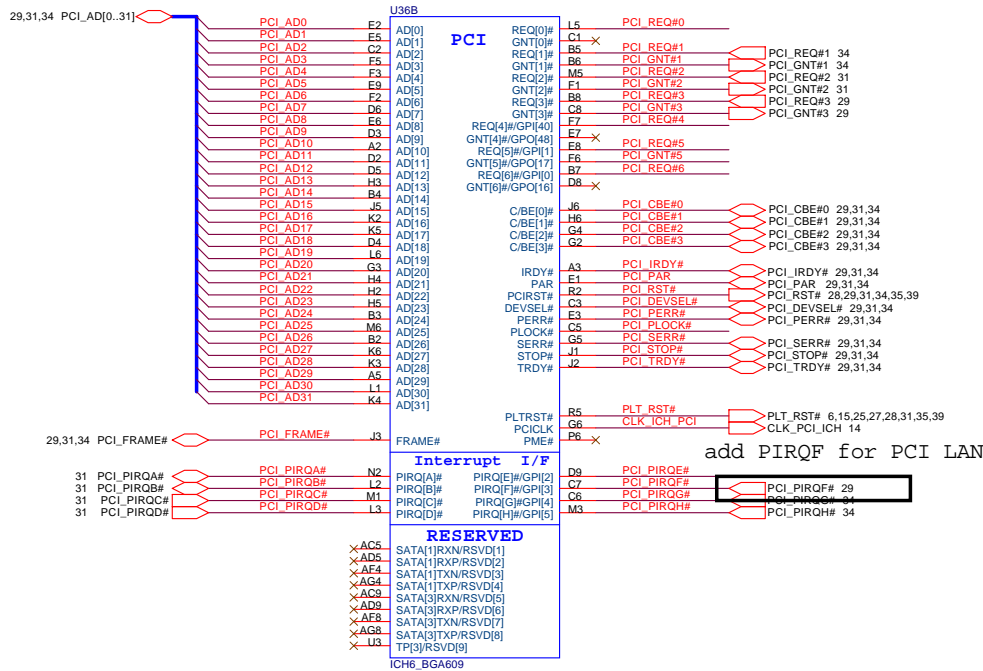 U36B
29,31,34 PCI_AD[0..31]
PCI
PCI_AD0 E2 AD[0] REQ[0]# L5 PCI_REQ#0
PCI_AD1 E5 AD[1] GNT[0]# C1
PCI_AD2 C2 AD[2] REQ[1]# B5 PCI_REQ#1 PCI_REQ#1 34
PCI_AD3 F5 AD[3] GNT[1]# B6 PCI_GNT#1 PCI_GNT#1 34
PCI_AD4 F3 AD[4] REQ[2]# M5 PCI_REQ#2 PCI_REQ#2 31
PCI_AD5 E9 AD[5] GNT[2]# F1 PCI_GNT#2 PCI_GNT#2 31
PCI_AD6 F2 AD[6] REQ[3]# B8 PCI_REQ#3 PCI_REQ#3 29
PCI_AD7 D6 AD[7] GNT[3]# C8 PCI_GNT#3 PCI_GNT#3 29
PCI_AD8 E6 AD[8] REQ[4]#/GPI[40] F7 PCI_REQ#4
PCI_AD9 D3 AD[9] GNT[4]#/GPO[48] E7
PCI_AD10 A2 AD[10] REQ[5]#/GPI[1] E8 PCI_REQ#5
PCI_AD11 D2 AD[11] GNT[5]#/GPO[17] F6 PCI_GNT#5
PCI_AD12 D5 AD[12] REQ[6]#/GPI[0] B7 PCI_REQ#6
PCI_AD13 H3 AD[13] GNT[6]#/GPO[16] D8
PCI_AD14 B4 AD[14]
PCI_AD15 J5 AD[15] C/BE[0]# J6 PCI_CBE#0 PCI_CBE#0 29,31,34
PCI_AD16 K2 AD[16] C/BE[1]# H6 PCI_CBE#1 PCI_CBE#1 29,31,34
PCI_AD17 K5 AD[17] C/BE[2]# G4 PCI_CBE#2 PCI_CBE#2 29,31,34
PCI_AD18 D4 AD[18] C/BE[3]# G2 PCI_CBE#3 PCI_CBE#3 29,31,34
PCI_AD19 L6 AD[19]
PCI_AD20 G3 AD[20] IRDY# A3 PCI_IRDY# PCI_IRDY# 29,31,34
PCI_AD21 H4 AD[21] PAR E1 PCI_PAR PCI_PAR 29,31,34
PCI_AD22 H2 AD[22] PCIRST# R2 PCI_RST# PCI_RST# 28,29,31,34,35,39
PCI_AD23 H5 AD[23] DEVSEL# C3 PCI_DEVSEL# PCI_DEVSEL# 29,31,34
PCI_AD24 B3 AD[24] PERR# E3 PCI_PERR# PCI_PERR# 29,31,34
PCI_AD25 M6 AD[25] PLOCK# C5 PCI_PLOCK#
PCI_AD26 B2 AD[26] SERR# G5 PCI_SERR# PCI_SERR# 29,31,34
PCI_AD27 K6 AD[27] STOP# J1 PCI_STOP# PCI_STOP# 29,31,34
PCI_AD28 K3 AD[28] TRDY# J2 PCI_TRDY# PCI_TRDY# 29,31,34
PCI_AD29 A5 AD[29]
PCI_AD30 L1 AD[30]
PCI_AD31 K4 AD[31]
PLTRST# R5 PLT_RST# PLT_RST# 6,15,25,27,28,31,35,39
PCICLK G6 CLK_ICH_PCI CLK_PCI_ICH 14
29,31,34 PCI_FRAME# PCI_FRAME# J3 FRAME# PME# P6
add PIRQF for PCI LAN
Interrupt I/F
31 PCI_PIRQA# PCI_PIRQA# N2 PIRQ[A]# PIRQ[E]#/GPI[2] D9 PCI_PIRQE#
31 PCI_PIRQB# PCI_PIRQB# L2 PIRQ[B]# PIRQ[F]#/GPI[3] C7 PCI_PIRQF# PCI_PIRQF# 29
31 PCI_PIRQC# PCI_PIRQC# M1 PIRQ[C]# PIRQ[G]#GPI[4] C6 PCI_PIRQG# PCI_PIRQG# 34
31 PCI_PIRQD# PCI_PIRQD# L3 PIRQ[D]# PIRQ[H]#/GPI[5] M3 PCI_PIRQH# PCI_PIRQH# 34
RESERVED
AC5 SATA[1]RXN/RSVD[1]
AD5 SATA[1]RXP/RSVD[2]
AF4 SATA[1]TXN/RSVD[3]
AG4 SATA[1]TXP/RSVD[4]
AC9 SATA[3]RXN/RSVD[5]
AD9 SATA[3]RXP/RSVD[6]
AF8 SATA[3]TXN/RSVD[7]
AG8 SATA[3]TXP/RSVD[8]
U3 TP[3]/RSVD[9]
ICH6_BGA609